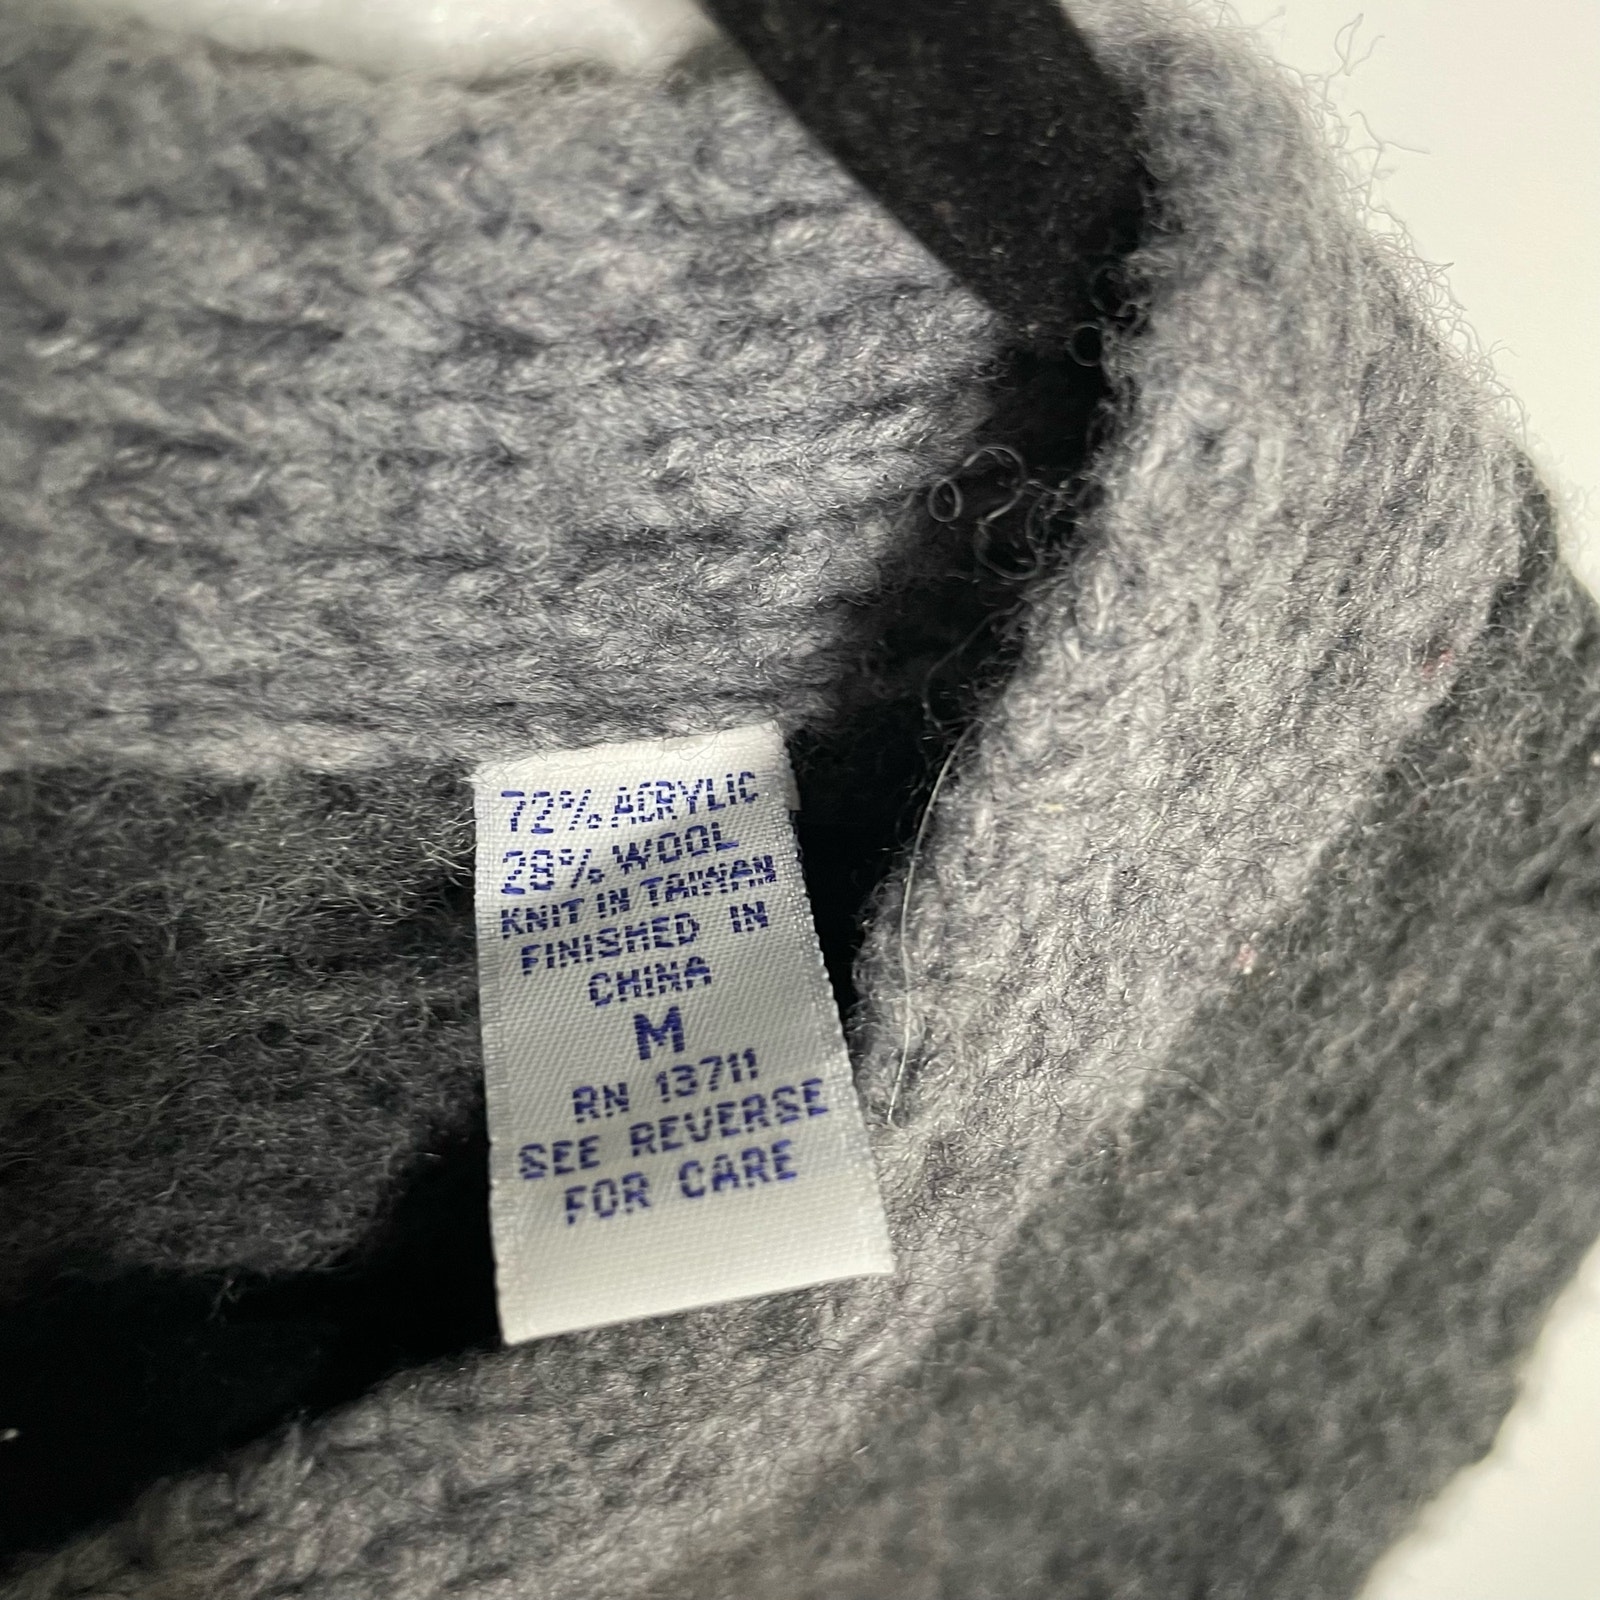 72% ACRYLIC
28% WOOL
KNIT IN TAIWAN
FINISHED IN
CHINA
M
RN 13711
SEE REVERSE
FOR CARE